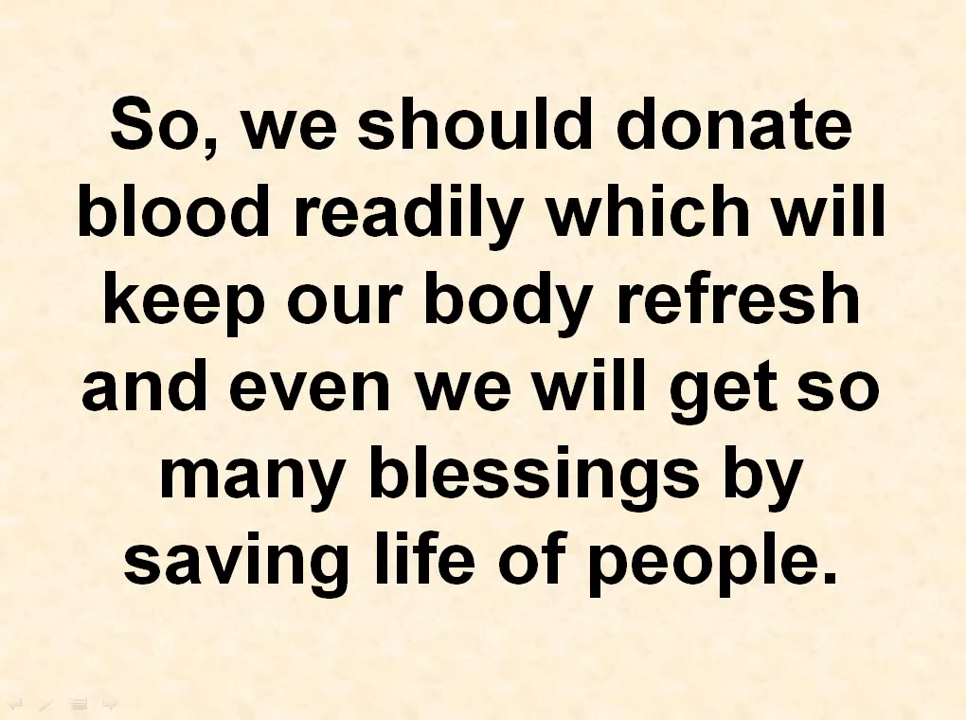 So, we should donate
blood readily which will
keep our body refresh
and even we will get so
many blessings by
saving life of people.